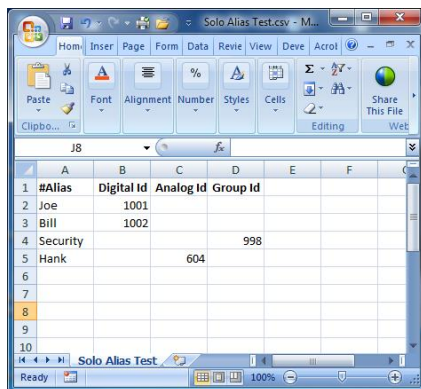 Solo Alias Test.csv - M...
Hom Inser Page Form Data Revie View Deve Acrol
Paste Font Alignment Number Styles Cells Share This File
Clipbo... Editing Web
J8 fx
A B C D E F
1 #Alias Digital Id Analog Id Group Id
2 Joe 1001
3 Bill 1002
4 Security 998
5 Hank 604
6
7
8
9
10
Solo Alias Test
Ready 100%